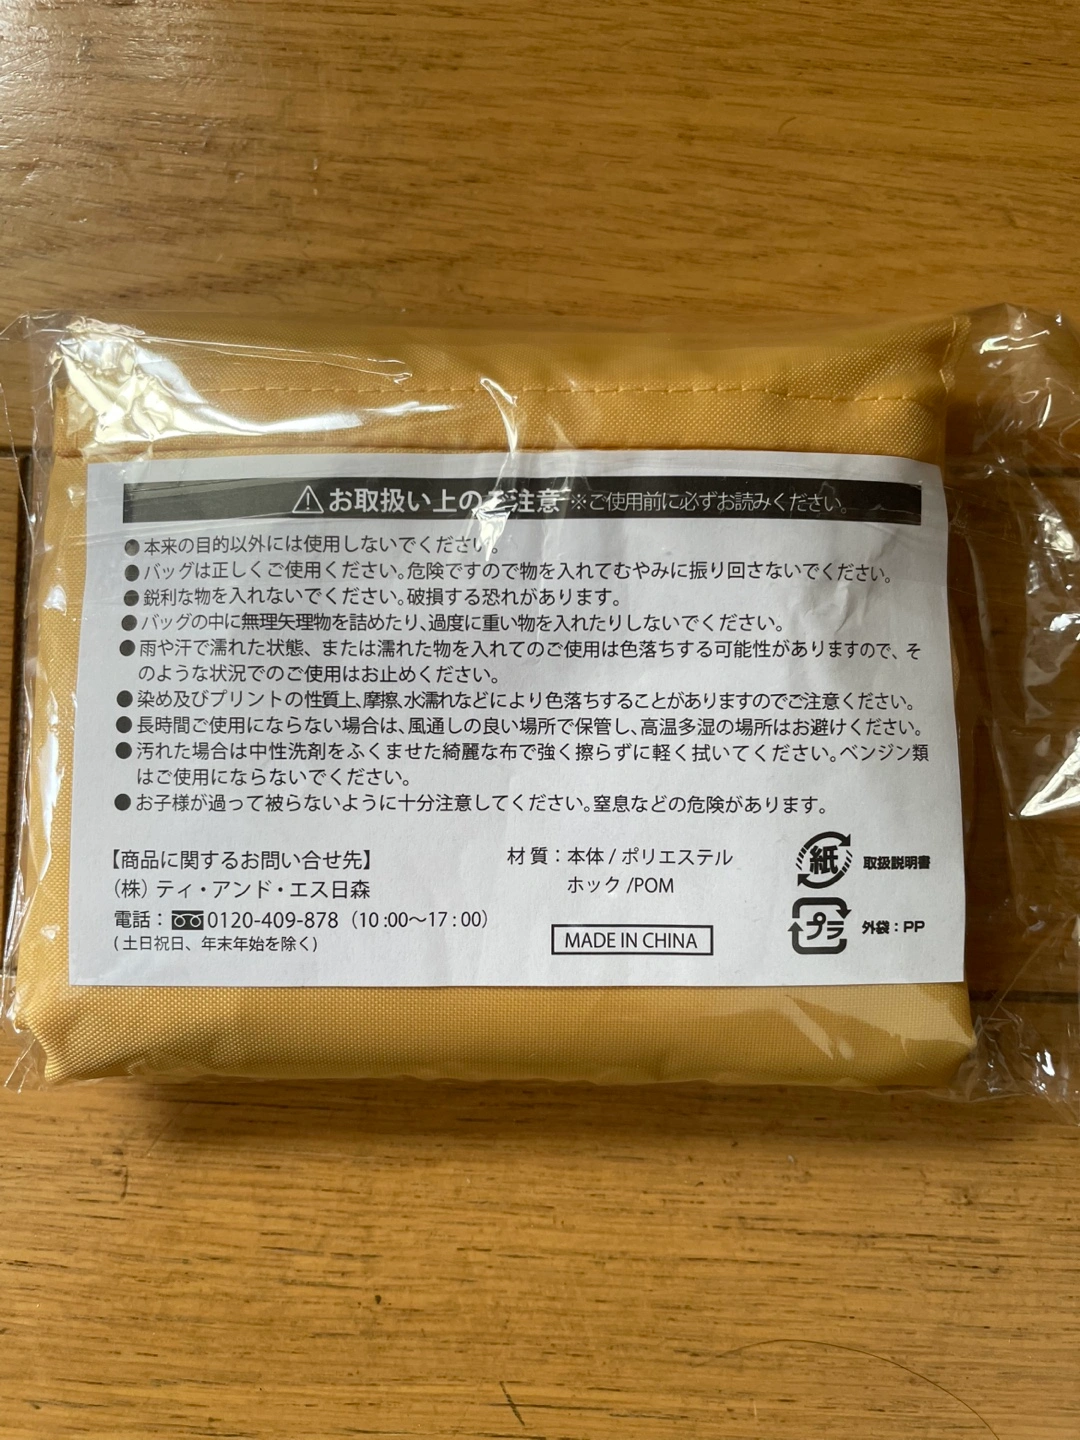 ⚠お取扱い上のご注意 ※ご使用前に必ずお読みください。
●本来の目的以外には使用しないでください。
●バッグは正しくご使用ください。危険ですので物を入れてむやみに振り回さないでください。
●鋭利な物を入れないでください。破損する恐れがあります。
●バッグの中に無理矢理物を詰めたり、過度に重い物を入れたりしないでください。
●雨や汗で濡れた状態、または濡れた物を入れてのご使用は色落ちする可能性がありますので、そ
のような状況でのご使用はお止めください。
●染め及びプリントの性質上、摩擦、水濡れなどにより色落ちすることがありますのでご注意ください。
●長時間ご使用にならない場合は、風通しの良い場所で保管し、高温多湿の場所はお避けください。
●汚れた場合は中性洗剤をふくませた綺麗な布で強く擦らずに軽く拭いてください。ベンジン類
はご使用にならないでください。
●お子様が過って被らないように十分注意してください。窒息などの危険があります。
【商品に関するお問い合せ先】
(株) ティ・アンド・エス日森
電話：0120-409-878（10:00〜17:00）
(土日祝日、年末年始を除く)
材質：本体/ポリエステル
ホック/POM
MADE IN CHINA
紙 取扱説明書
プラ 外袋：PP